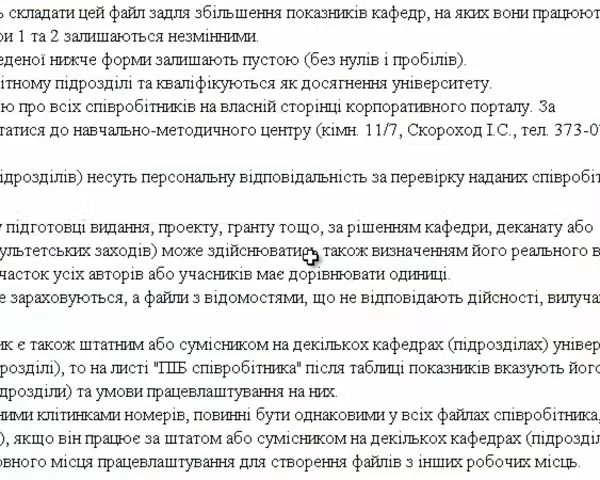 ь складати цей файл задля збільшення показників кафедр, на яких вони працюют
ри 1 та 2 залишаються незмінними.
еденої нижче форми залишають пустою (без нулів і пробілів).
ітному підрозділі та кваліфікуються як досягнення університету.
ю про всіх співробітників на власній сторінці корпоративного порталу. За
татися до навчально-методичного центру (кімн. 11/7, Скороход І.С., тел. 373-0
ідрозділів) несуть персональну відповідальність за перевірку наданих співробіт
у підготовці видання, проекту, гранту тощо, за рішенням кафедри, деканату або
культетських заходів) може здійснюватися також визначенням його реального в
часток усіх авторів або учасників має дорівнювати одиниці.
е зараховуються, а файли з відомостями, що не відповідають дійсності, вилуча
ик є також штатним або сумісником на декількох кафедрах (підрозділах) універ
розділі), то на листі "ПІБ співробітника" після таблиці показників вказують його
дрозділи) та умови працевлаштування на них.
ними клітинками номерів, повинні бути однаковими у всіх файлах співробітника,
), якщо він працює за штатом або сумісником на декількох кафедрах (підрозділ
овного місця працевлаштування для створення файлів з інших робочих місць.